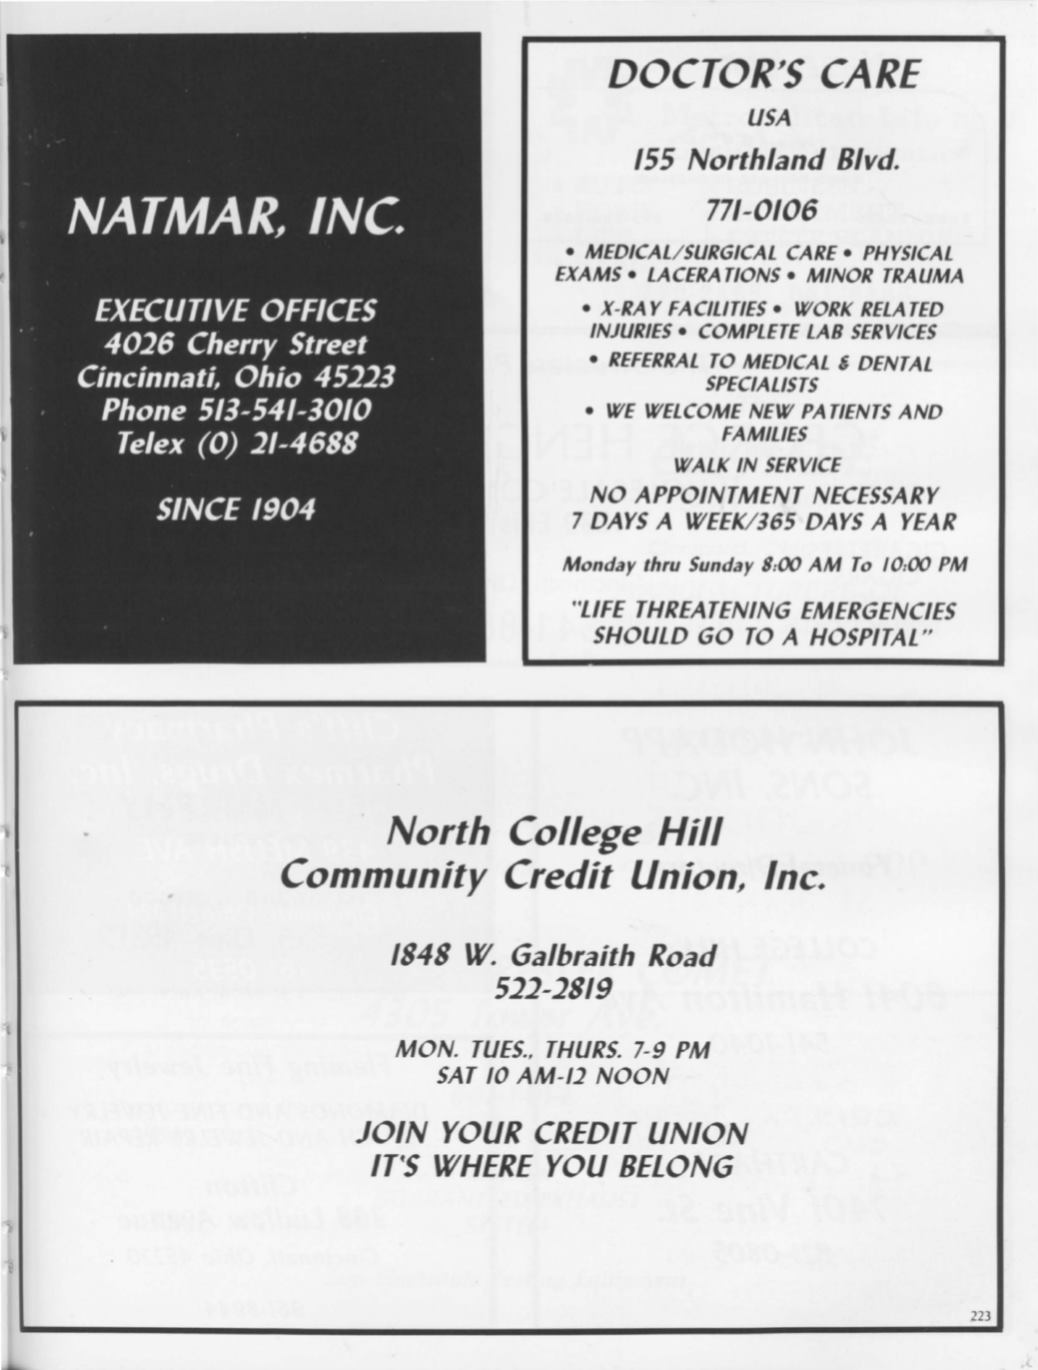 NATMAR, INC.
EXECUTIVE OFFICES
4026 Cherry Street
Cincinnati, Ohio 45223
Phone 513-541-3010
Telex (0) 21-4688
SINCE 1904
DOCTOR'S CARE
USA
155 Northland Blvd.
771-0106
• MEDICAL/SURGICAL CARE • PHYSICAL
EXAMS • LACERATIONS • MINOR TRAUMA
• X-RAY FACILITIES • WORK RELATED
INJURIES • COMPLETE LAB SERVICES
• REFERRAL TO MEDICAL & DENTAL
SPECIALISTS
• WE WELCOME NEW PATIENTS AND
FAMILIES
WALK IN SERVICE
NO APPOINTMENT NECESSARY
7 DAYS A WEEK/365 DAYS A YEAR
Monday thru Sunday 8:00 AM To 10:00 PM
"LIFE THREATENING EMERGENCIES
SHOULD GO TO A HOSPITAL"
North College Hill
Community Credit Union, Inc.
1848 W. Galbraith Road
522-2819
MON. TUES., THURS. 7-9 PM
SAT 10 AM-12 NOON
JOIN YOUR CREDIT UNION
IT'S WHERE YOU BELONG
223